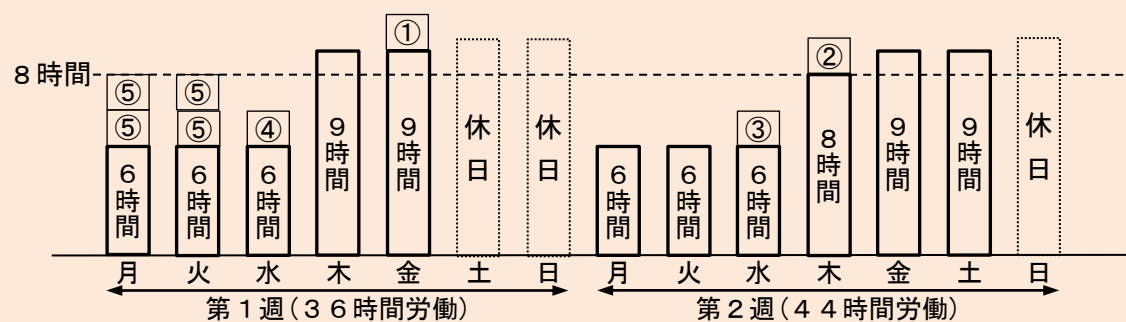 ①
②
8時間
⑤ ⑤
⑤ ⑤ ④ ③
6時間 6時間 6時間 9時間 9時間 休日 休日 6時間 6時間 6時間 8時間 9時間 9時間 休日
月 火 水 木 金 土 日 月 火 水 木 金 土 日
第1週(36時間労働) 第2週(44時間労働)